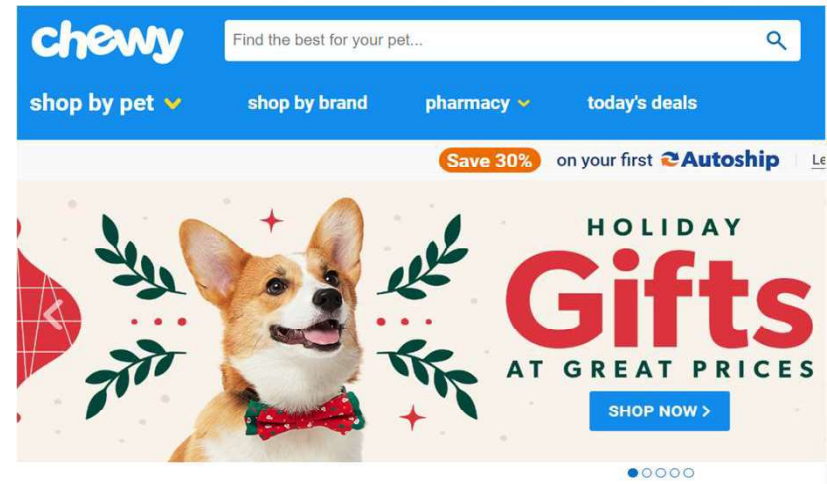 chewy
Find the best for your pet...
shop by pet shop by brand pharmacy today's deals
Save 30% on your first Autoship Le
HOLIDAY
Gifts
AT GREAT PRICES
SHOP NOW >